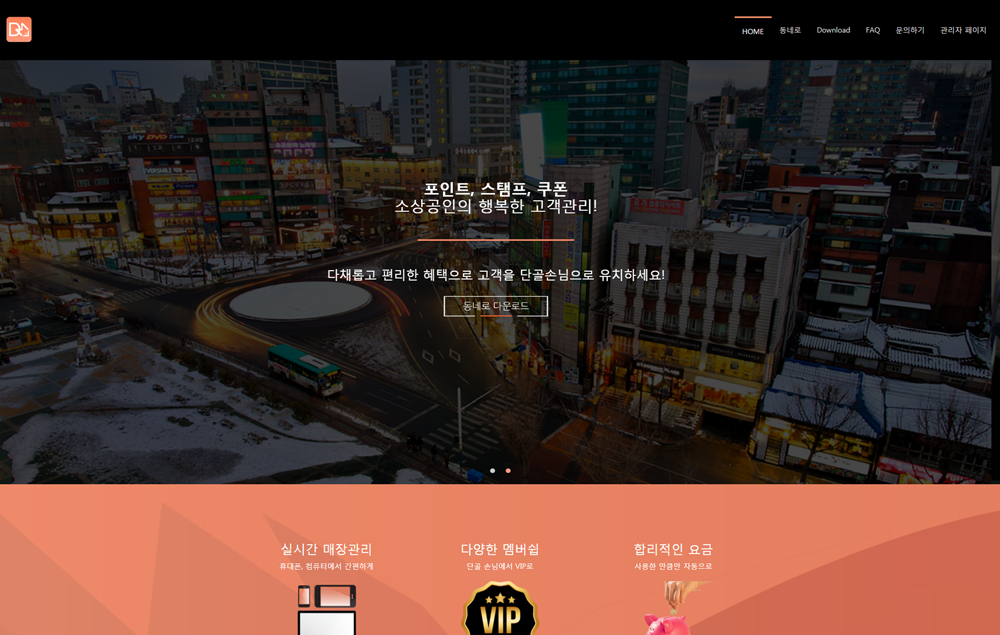 HOME
동네로
Download
FAQ
문의하기
관리자 페이지
sky DVD
포인트, 스탬프, 쿠폰
소상공인의 행복한 고객관리!
다채롭고 편리한 혜택으로 고객을 단골손님으로 유치하세요!
동네로 다운로드
실시간 매장관리
다양한 멤버쉽
합리적인 요금
휴대폰, 컴퓨터에서 간편하게
단골 손님에서 VIP로
사용한 만큼만 자동으로
VIP